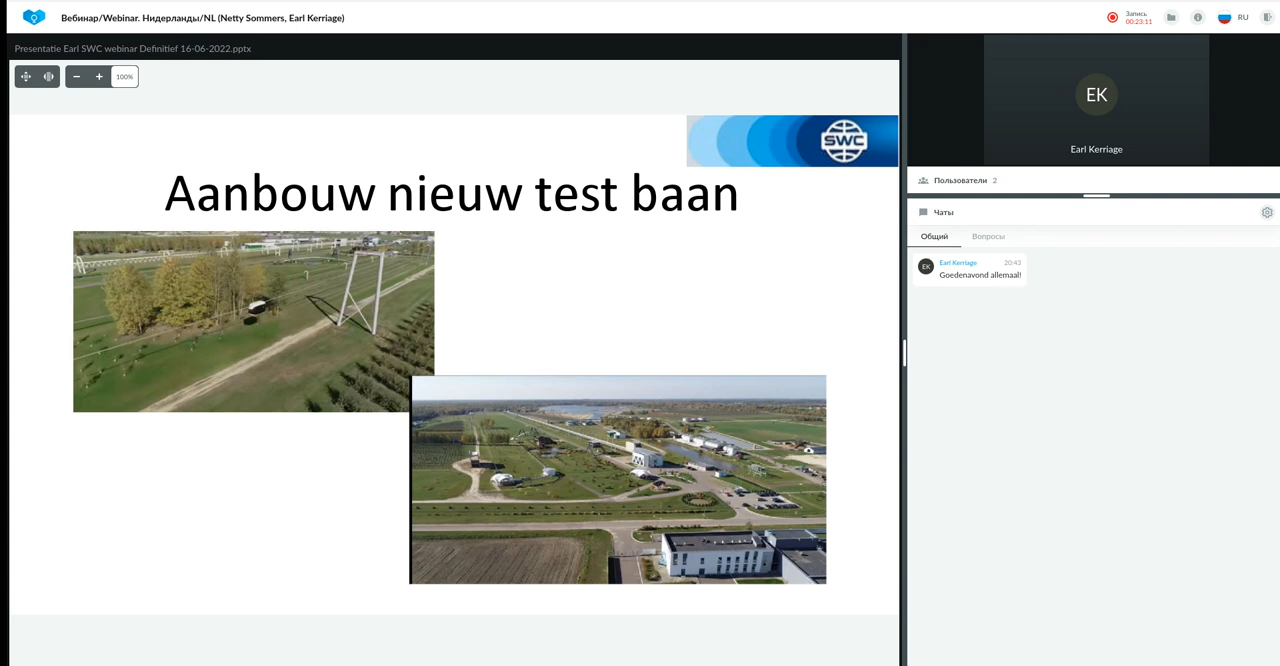 Вебинар/Webinar. Нидерланды/NL (Netty Sommers, Earl Kerriage)
Запись
00:23:11
RU
Presentatie Earl SWC webinar Definitief 16-06-2022.pptx
100%
SWC
Aanbouw nieuw test baan
EK
Earl Kerriage
Пользователи 2
Чаты
Общий Вопросы
EK
Earl Kerriage 20:43
Goedenavond allemaal!